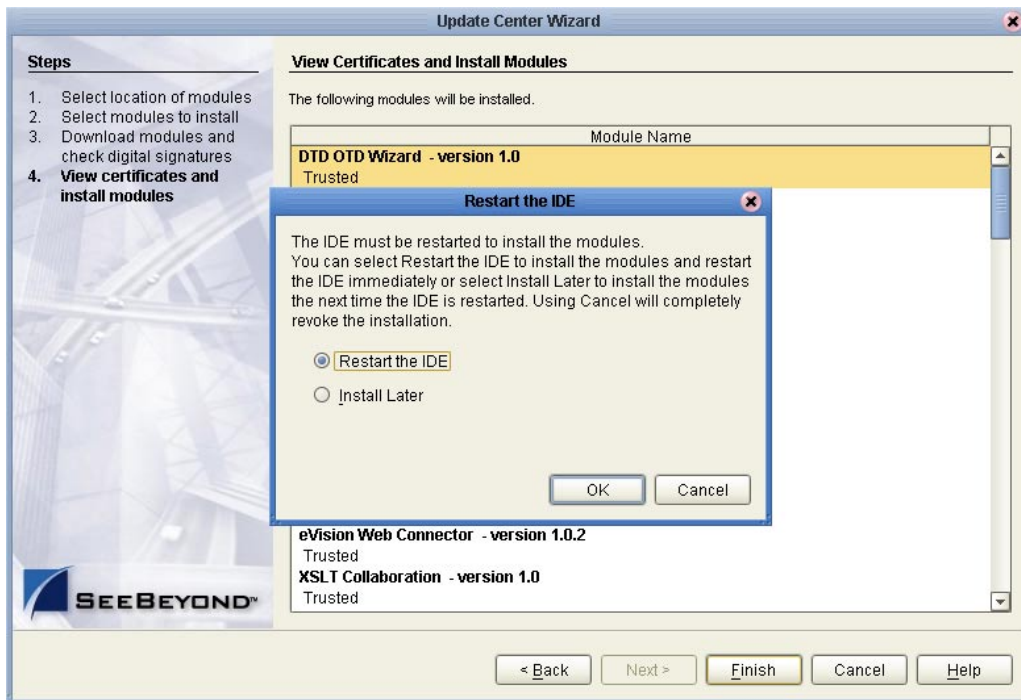 Update Center Wizard
Steps
1. Select location of modules
2. Select modules to install
3. Download modules and
check digital signatures
4. View certificates and
install modules
View Certificates and Install Modules
The following modules will be installed.
Module Name
DTD OTD Wizard - version 1.0
Trusted
Restart the IDE
The IDE must be restarted to install the modules.
You can select Restart the IDE to install the modules and restart
the IDE immediately or select Install Later to install the modules
the next time the IDE is restarted. Using Cancel will completely
revoke the installation.
Restart the IDE
Install Later
OK Cancel
eVision Web Connector - version 1.0.2
Trusted
XSLT Collaboration - version 1.0
Trusted
SEEBEYOND™
< Back Next > Finish Cancel Help